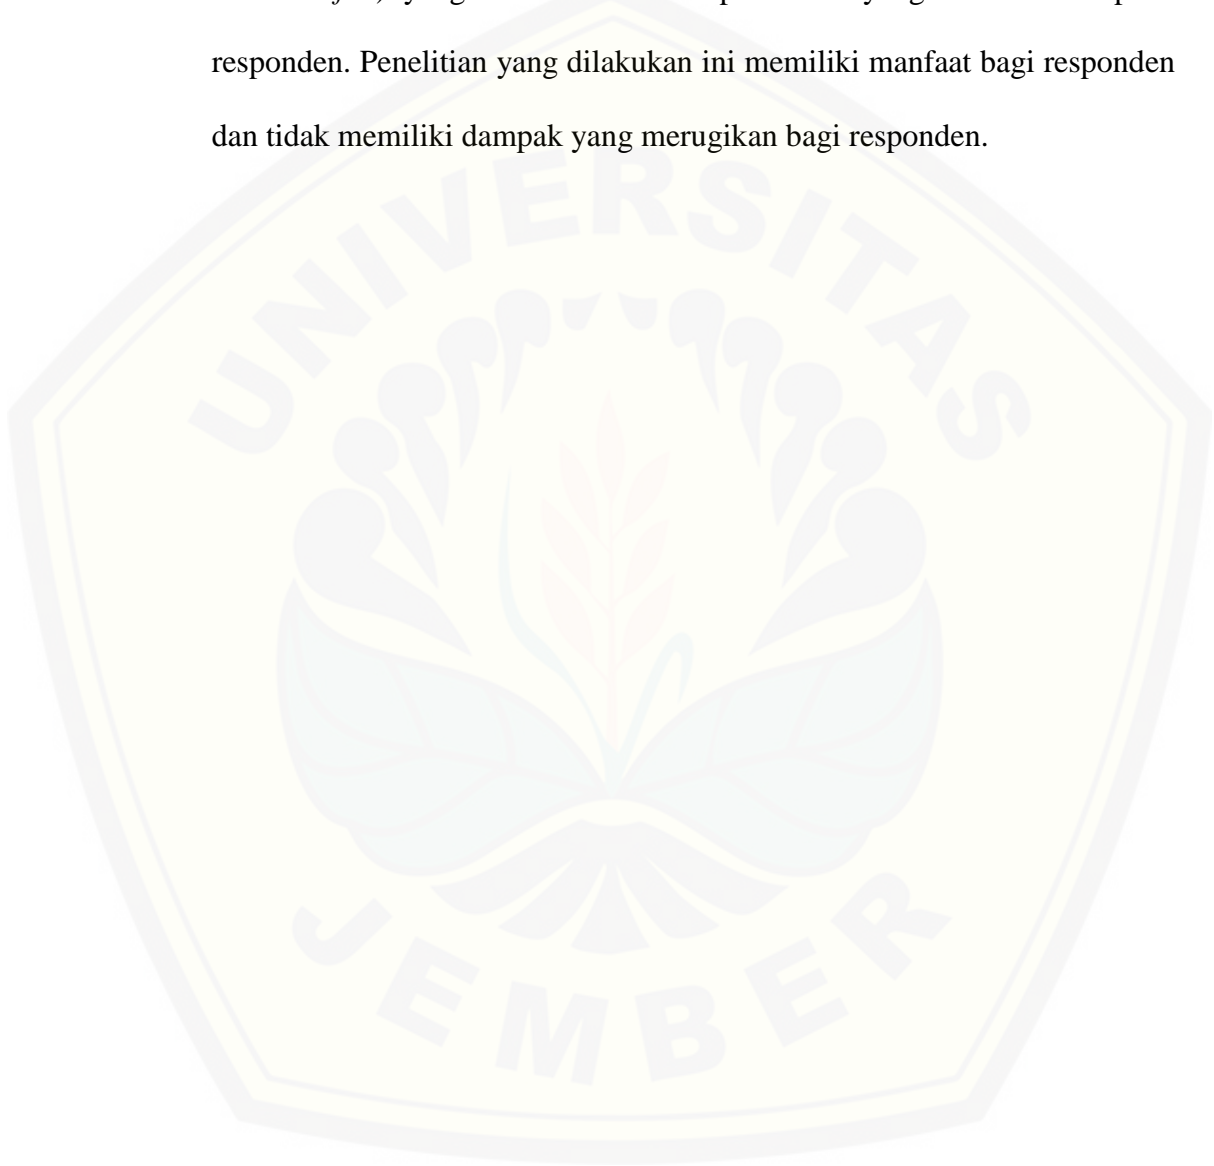 responden. Penelitian yang dilakukan ini memiliki manfaat bagi responden
dan tidak memiliki dampak yang merugikan bagi responden.
UNIVERSITAS
JEMBER